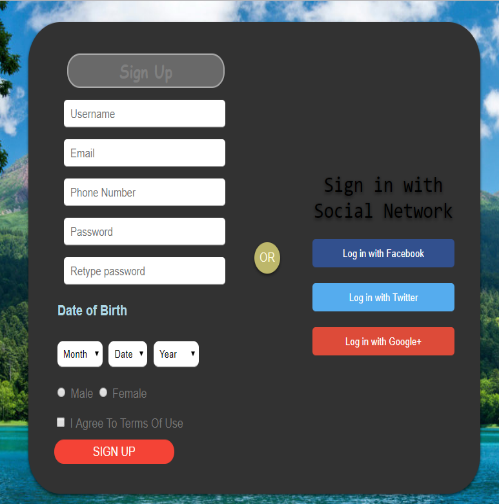 Sign Up
Username
Email
Phone Number
Password
Retype password
Date of Birth
Month Date Year
Male Female
I Agree To Terms Of Use
SIGN UP
OR
Sign in with
Social Network
Log in with Facebook
Log in with Twitter
Log in with Google+